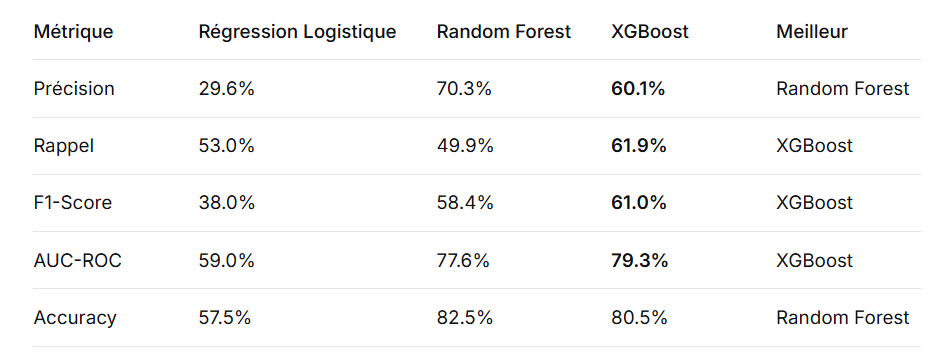 Métrique Régression Logistique Random Forest XGBoost Meilleur
Précision 29.6% 70.3% 60.1% Random Forest
Rappel 53.0% 49.9% 61.9% XGBoost
F1-Score 38.0% 58.4% 61.0% XGBoost
AUC-ROC 59.0% 77.6% 79.3% XGBoost
Accuracy 57.5% 82.5% 80.5% Random Forest